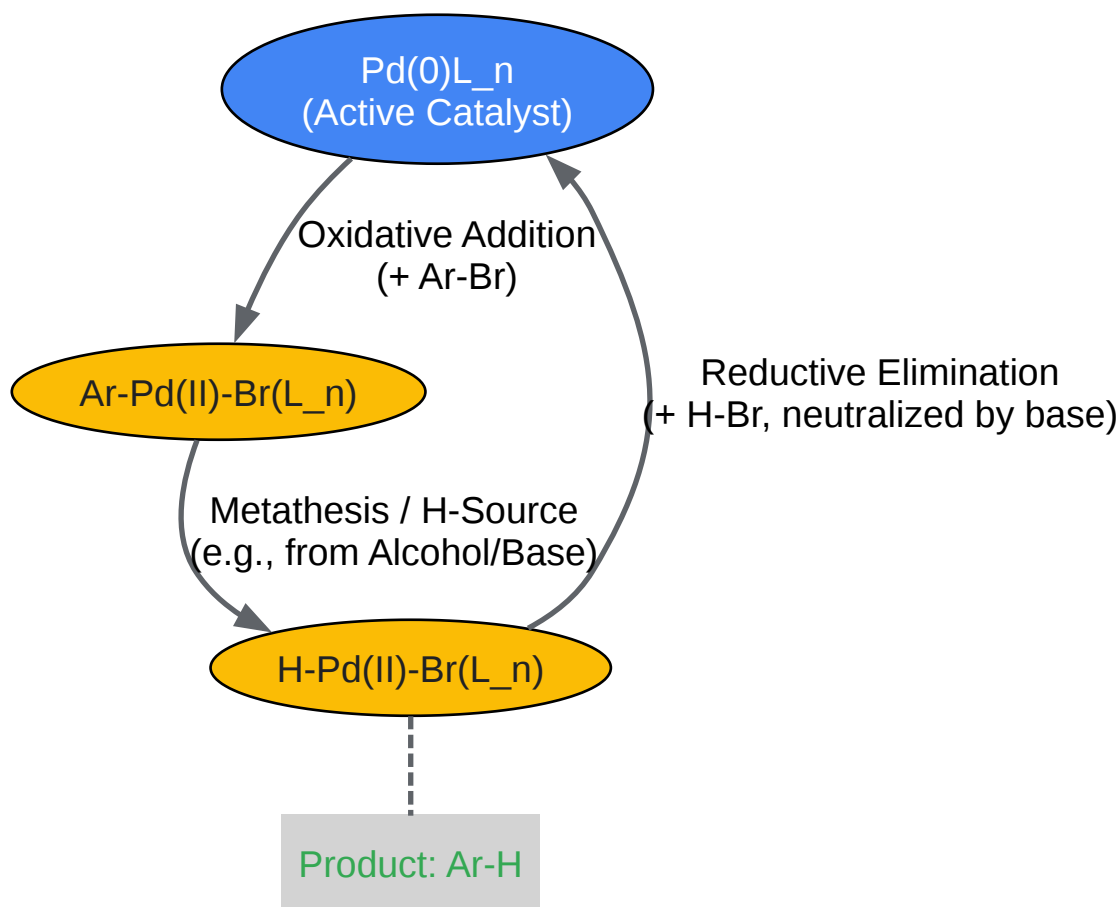 Pd(0)L_n
(Active Catalyst)
Oxidative Addition
(+ Ar-Br)
Ar-Pd(II)-Br(L_n)
Reductive Elimination
(+ H-Br, neutralized by base)
Metathesis / H-Source
(e.g., from Alcohol/Base)
H-Pd(II)-Br(L_n)
Product: Ar-H